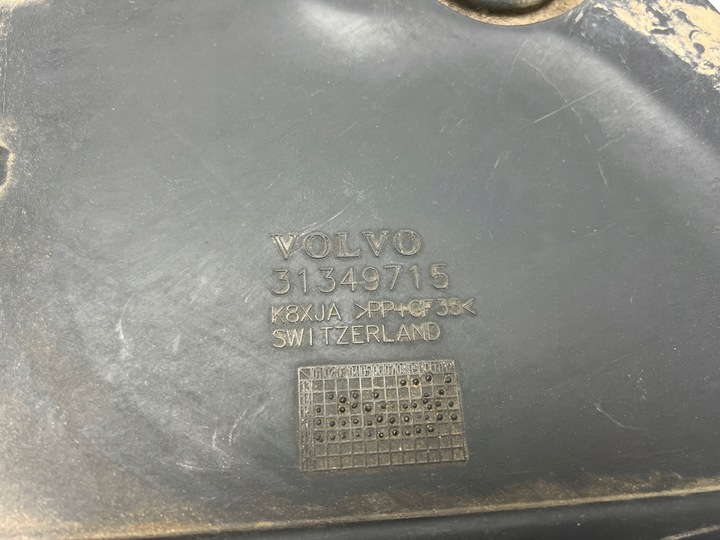 VOLVO
31349715
K8XJA >PP+GF35<
SWITZERLAND